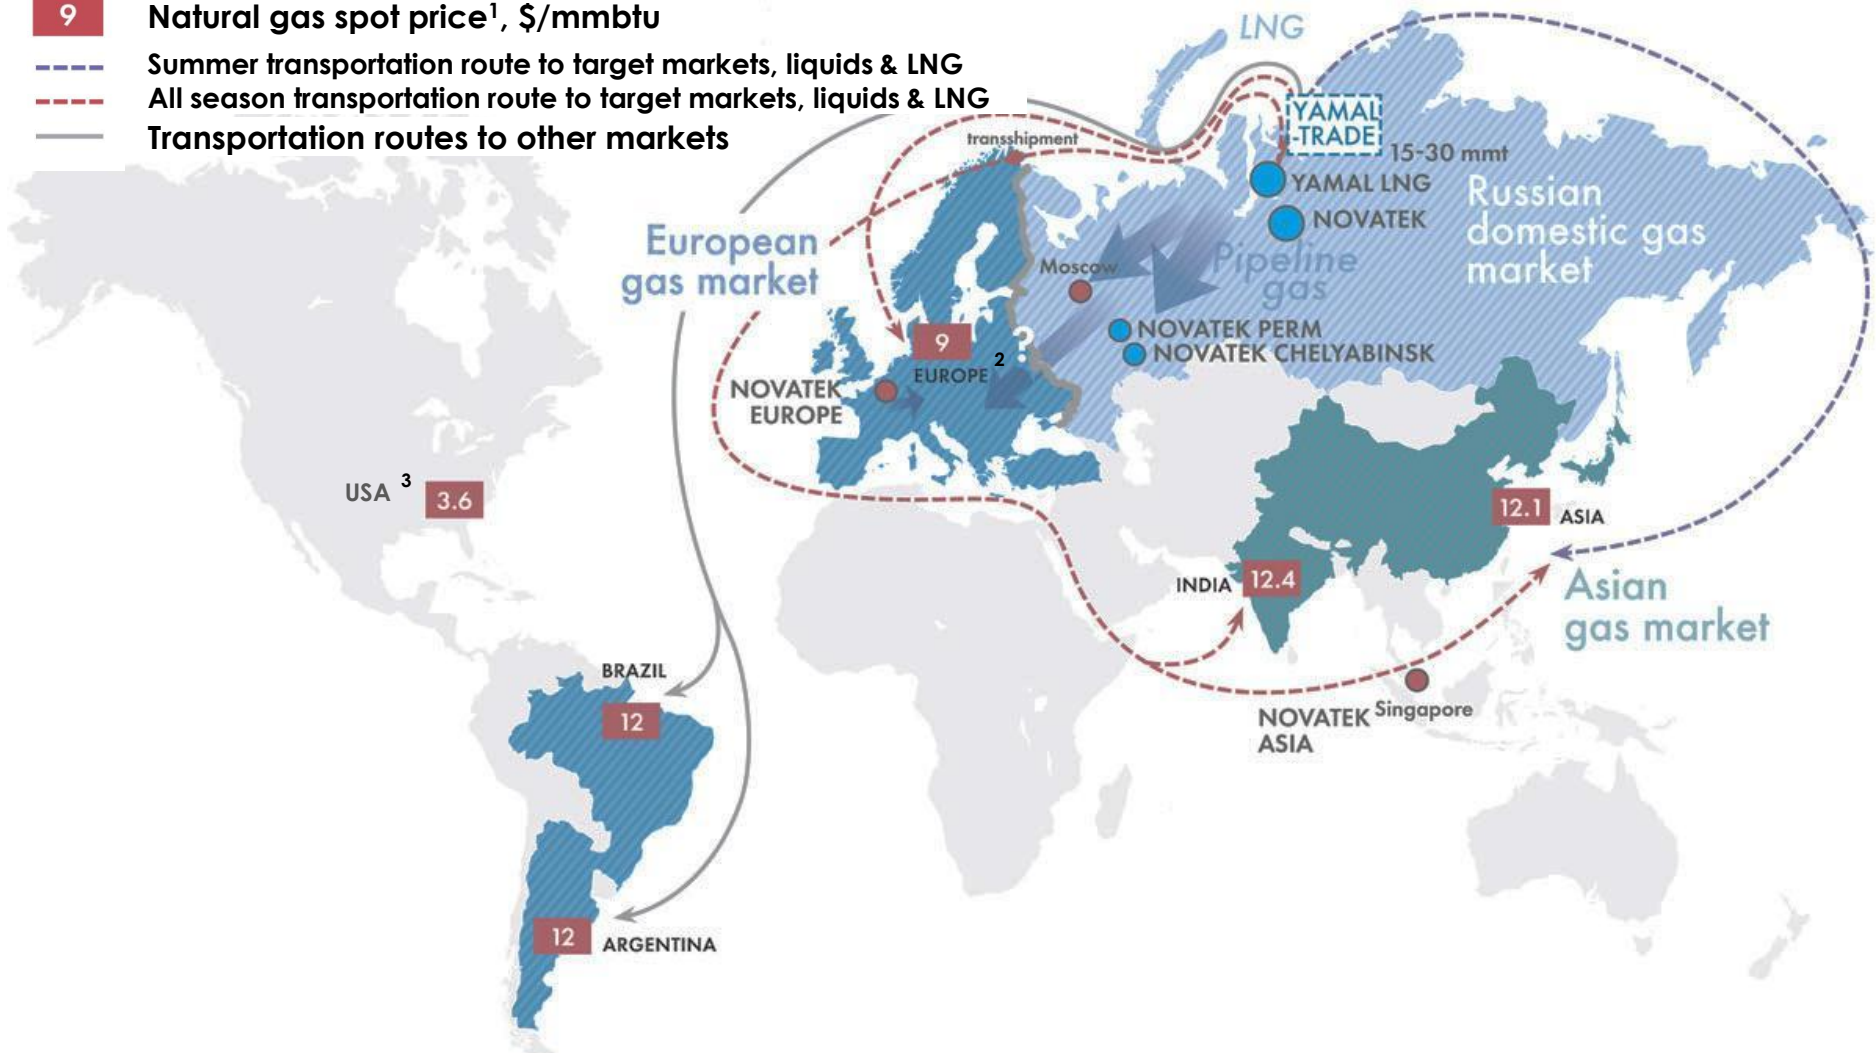 9 Natural gas spot price¹, $/mmbtu
Summer transportation route to target markets, liquids & LNG
All season transportation route to target markets, liquids & LNG
Transportation routes to other markets
LNG
YAMAL
-TRADE
transshipment
15-30 mmt
YAMAL LNG
NOVATEK
Russian
domestic gas
market
European
gas market
Moscow
Pipeline
gas
NOVATEK PERM
NOVATEK CHELYABINSK
?
9
EUROPE 2
NOVATEK
EUROPE
USA 3
3.6
12.1 ASIA
INDIA 12.4
Asian
gas market
BRAZIL
12
NOVATEK
ASIA
Singapore
12 ARGENTINA